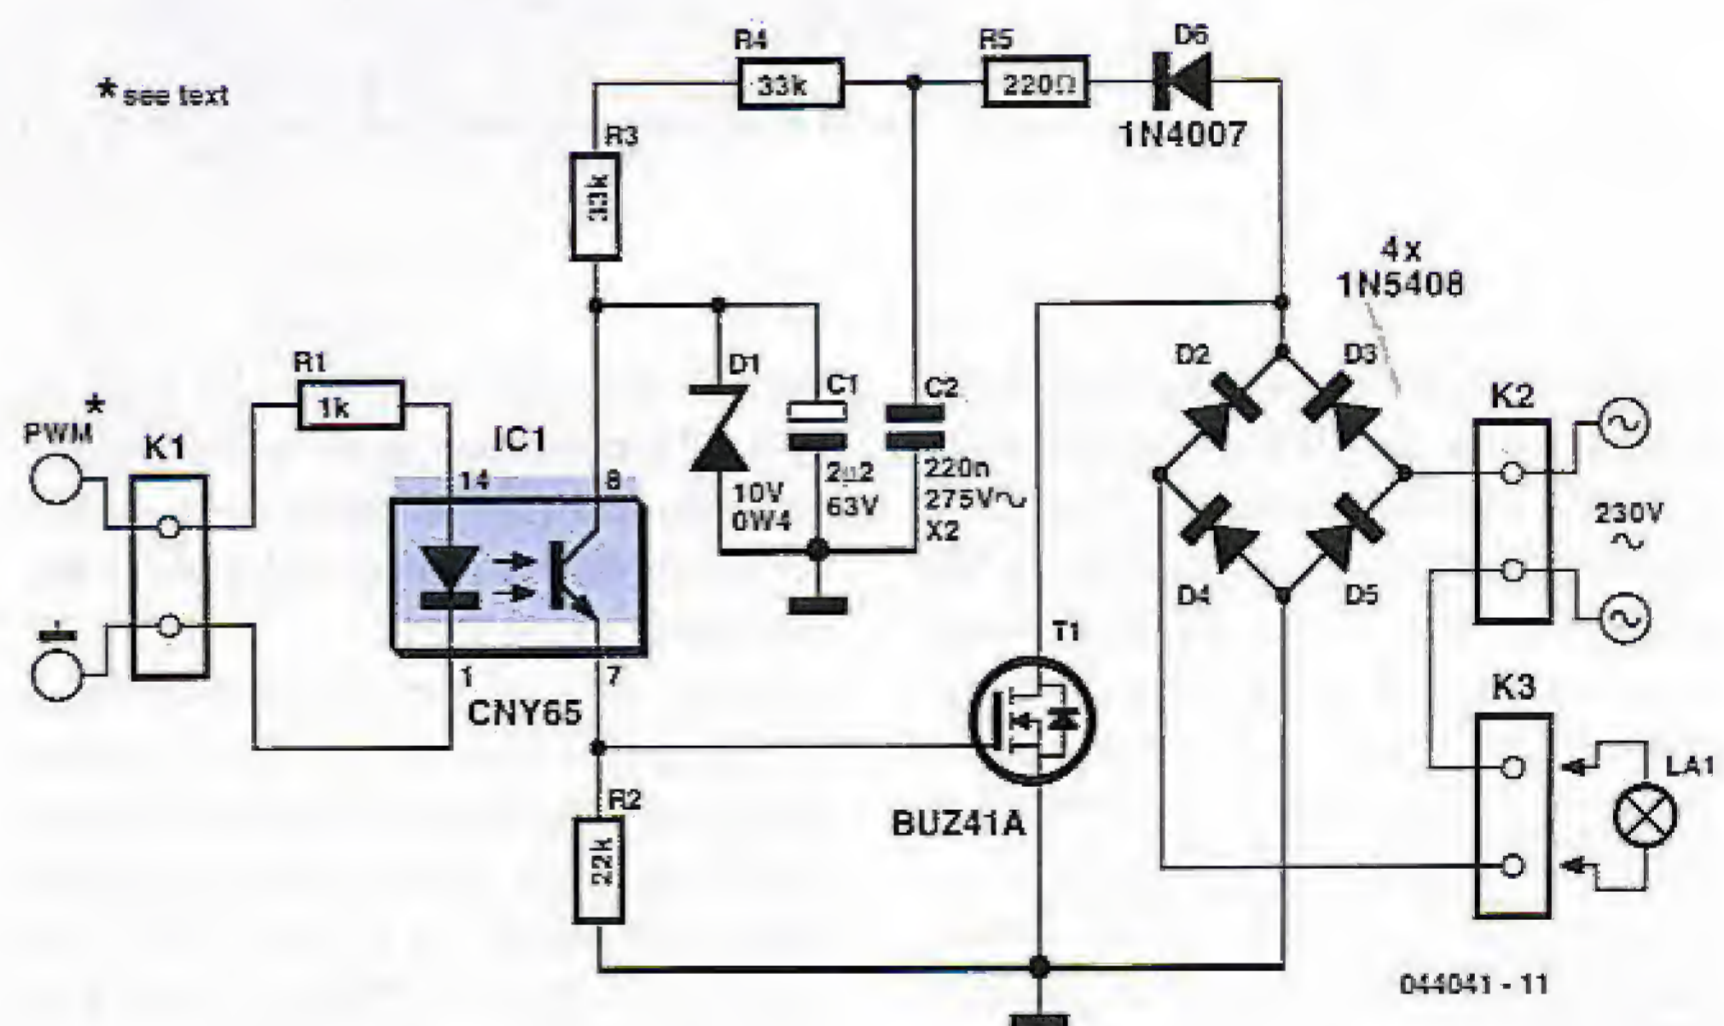 * see text
R4
33k
R5
220Ω
D6
1N4007
R3
33k
4x
1N5408
D2
D3
D4
D5
D1
10V
0W4
C1
2µ2
63V
C2
220n
275V~
X2
R1
1k
*
PWM
K1
IC1
14
8
1
7
CNY65
R2
22k
T1
BUZ41A
K2
~
230V
~
~
K3
LA1
044041 - 11